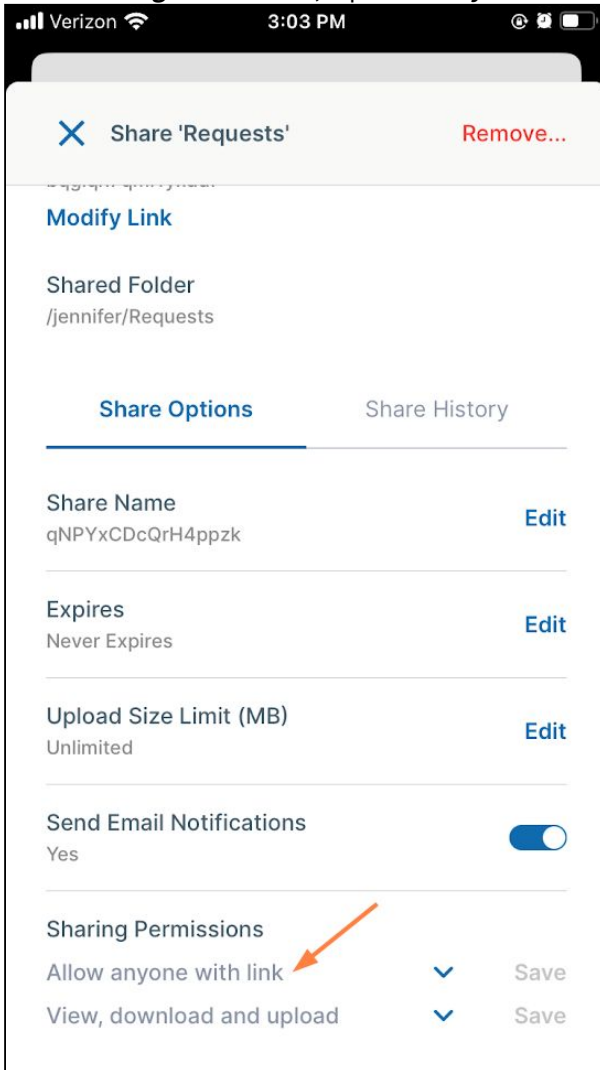 Verizon 3:03 PM
Share 'Requests' Remove...
Modify Link
Shared Folder
/jennifer/Requests
Share Options Share History
Share Name
qNPYxCDcQrH4ppzk Edit
Expires
Never Expires Edit
Upload Size Limit (MB)
Unlimited Edit
Send Email Notifications
Yes
Sharing Permissions
Allow anyone with link Save
View, download and upload Save